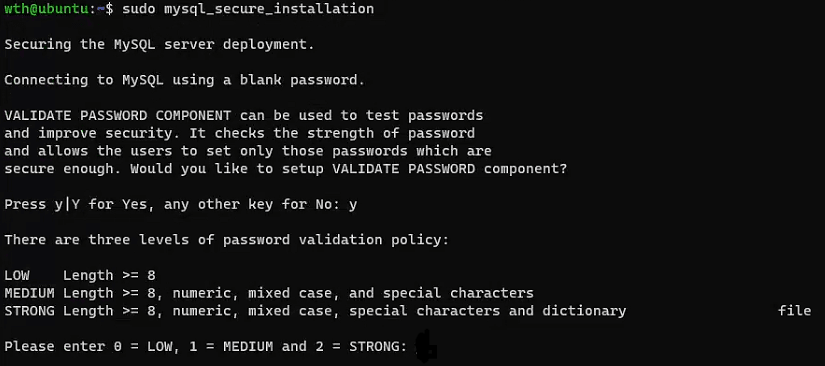 wth@ubuntu:~$ sudo mysql_secure_installation
Securing the MySQL server deployment.
Connecting to MySQL using a blank password.
VALIDATE PASSWORD COMPONENT can be used to test passwords
and improve security. It checks the strength of password
and allows the users to set only those passwords which are
secure enough. Would you like to setup VALIDATE PASSWORD component?
Press y|Y for Yes, any other key for No: y
There are three levels of password validation policy:
LOW    Length >= 8
MEDIUM Length >= 8, numeric, mixed case, and special characters
STRONG Length >= 8, numeric, mixed case, special characters and dictionary                  file
Please enter 0 = LOW, 1 = MEDIUM and 2 = STRONG: